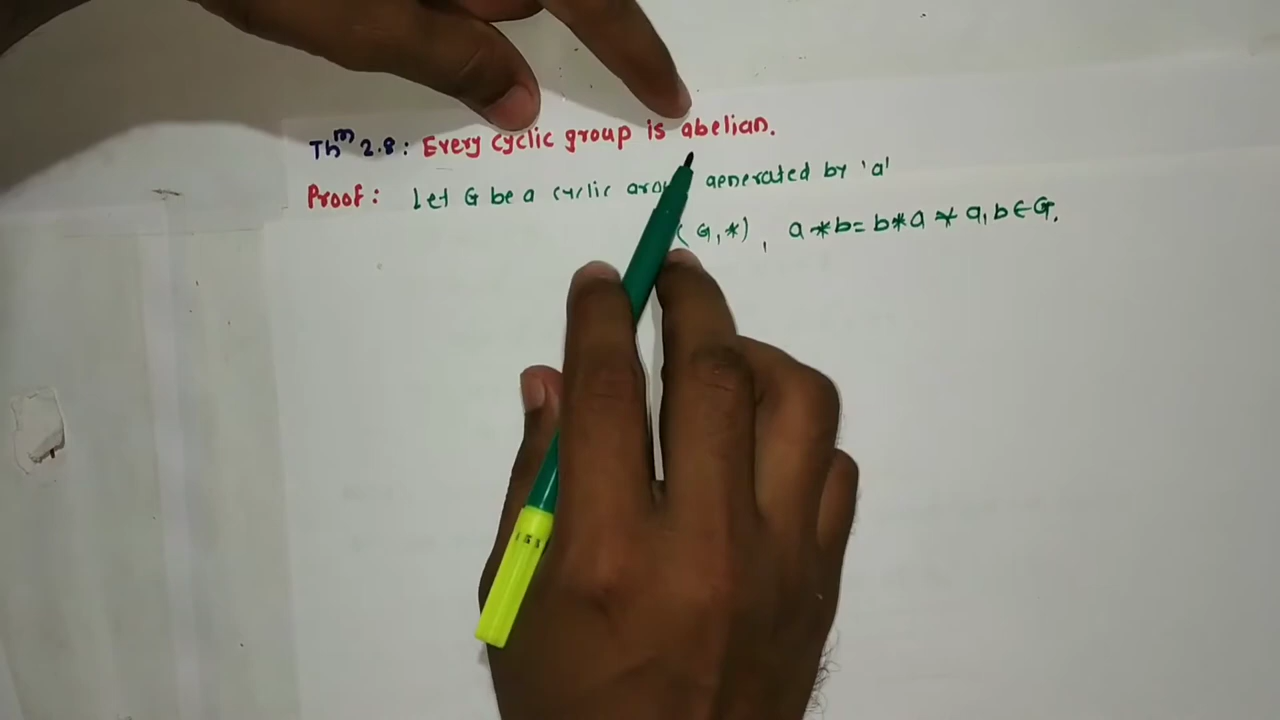 Thm 2.8: Every cyclic group is abelian.
Proof: Let G be a cyclic generated by 'a'
(G,*), a*b=b*a ∀ a,b∈G.